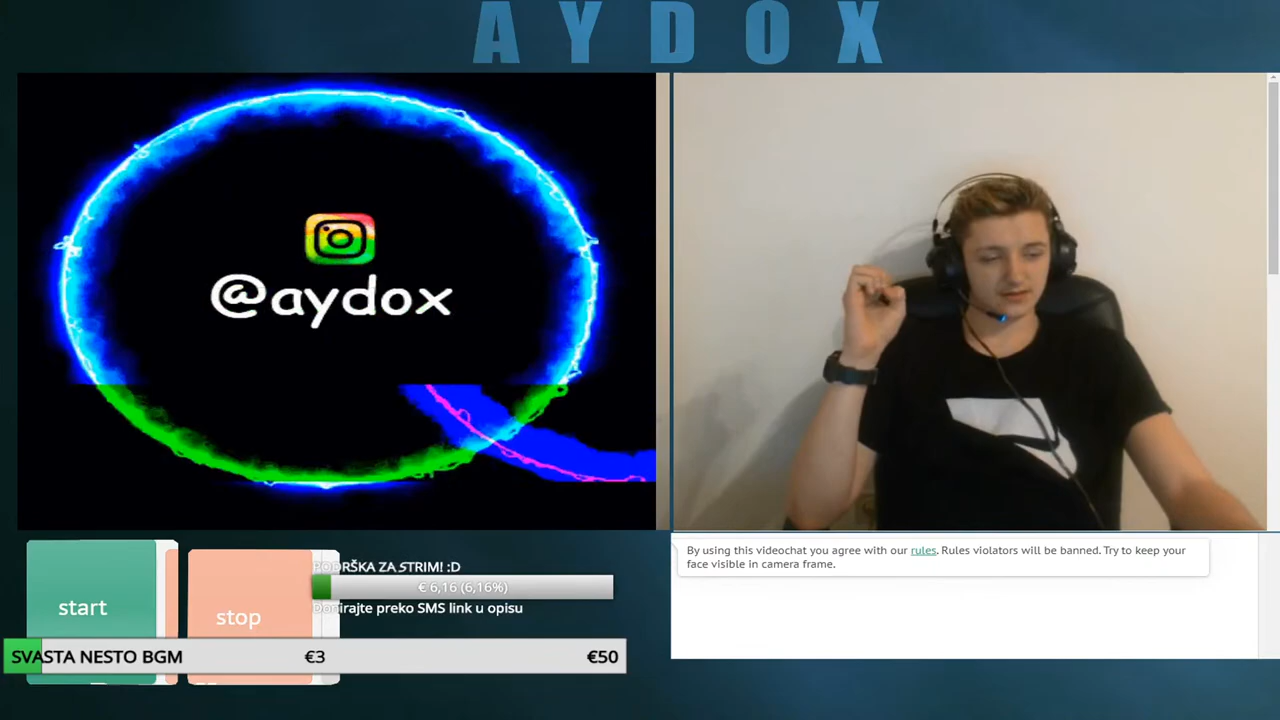 AYDOX
@aydox
By using this videochat you agree with our rules. Rules violators will be banned. Try to keep your
face visible in camera frame.
start
stop
PODRŠKA ZA STRIM! :D
€ 6,16 (6,16%)
Donirajte preko SMS link u opisu
SVASTA NESTO BGM €3 €50